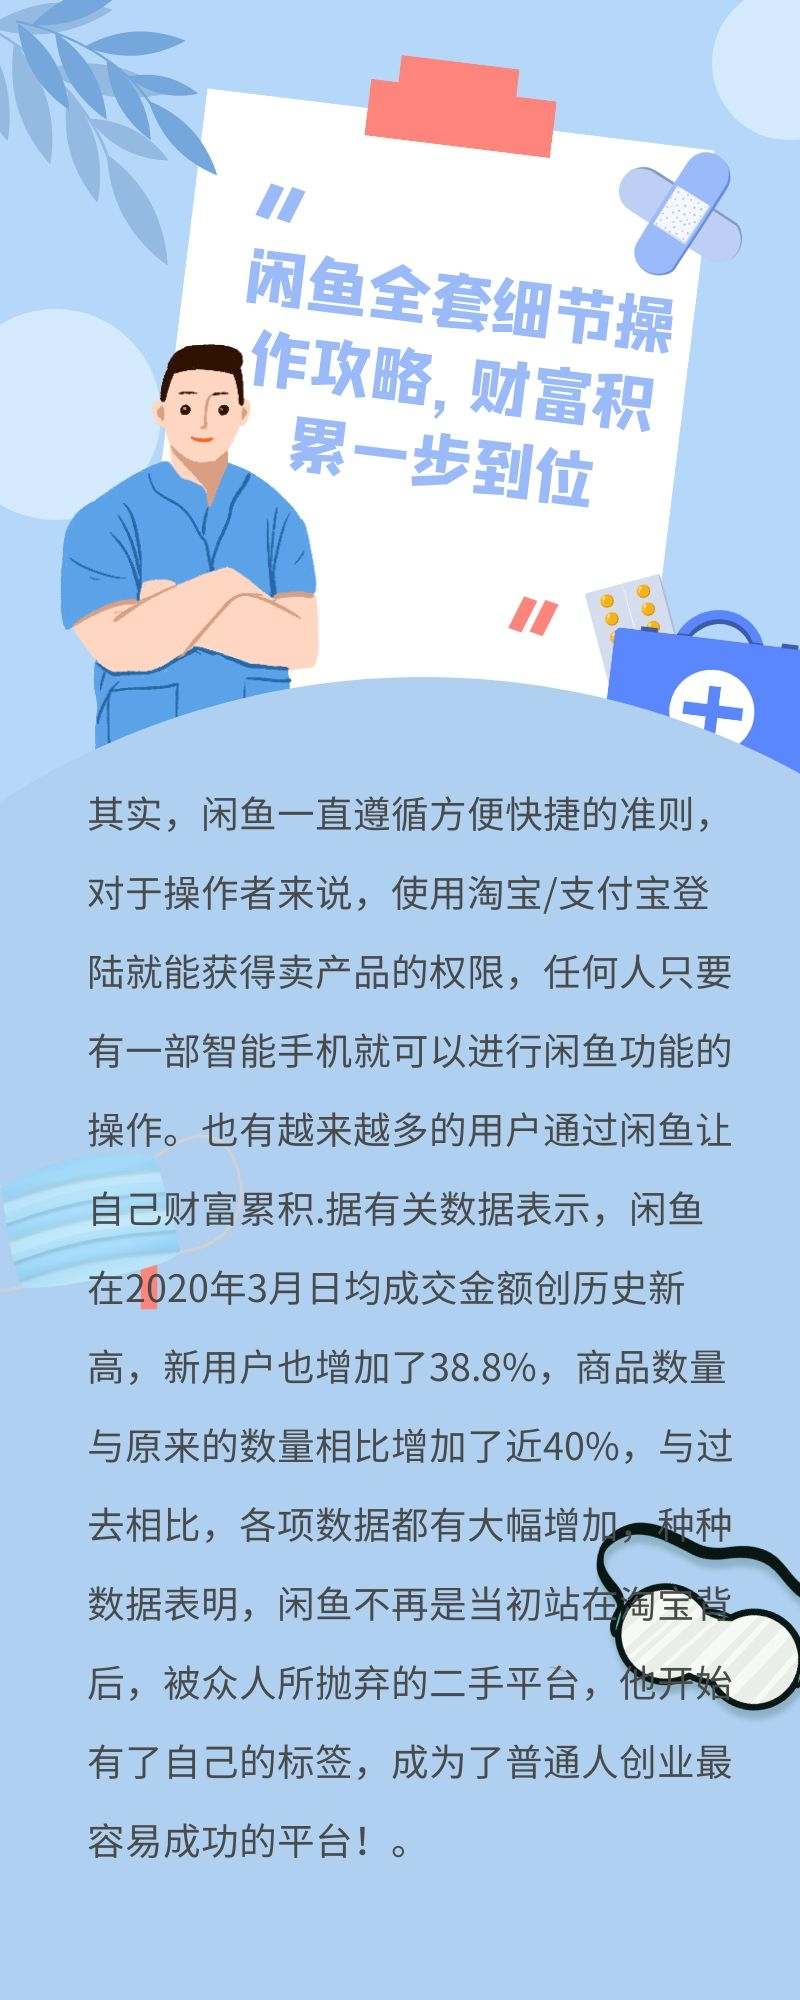 闲鱼全套细节操
作攻略,财富积
累一步到位
其实，闲鱼一直遵循方便快捷的准则，
对于操作者来说，使用淘宝/支付宝登
陆就能获得卖产品的权限，任何人只要
有一部智能手机就可以进行闲鱼功能的
操作。也有越来越多的用户通过闲鱼让
自己财富累积.据有关数据表示，闲鱼
在2020年3月日均成交金额创历史新
高，新用户也增加了38.8%，商品数量
与原来的数量相比增加了近40%，与过
去相比，各项数据都有大幅增加，种种
数据表明，闲鱼不再是当初站在淘宝背
后，被众人所抛弃的二手平台，他开始
有了自己的标签，成为了普通人创业最
容易成功的平台！。